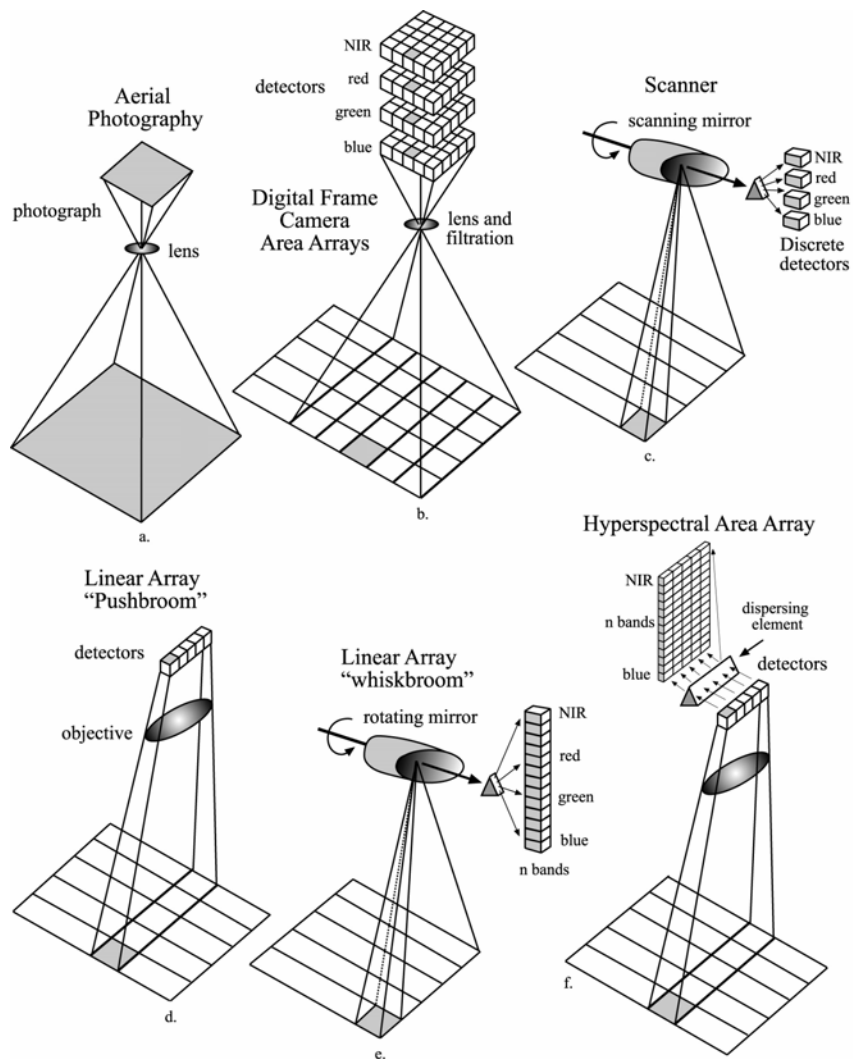 Aerial
Photography
photograph
lens
a.
NIR
red
detectors
green
blue
Digital Frame
Camera
Area Arrays
lens and
filtration
b.
Scanner
scanning mirror
NIR
red
green
blue
Discrete
detectors
c.
Linear Array
“Pushbroom”
detectors
objective
d.
Linear Array
“whiskbroom”
rotating mirror
NIR
red
green
blue
n bands
e.
Hyperspectral Area Array
NIR
n bands
blue
dispersing
element
detectors
f.